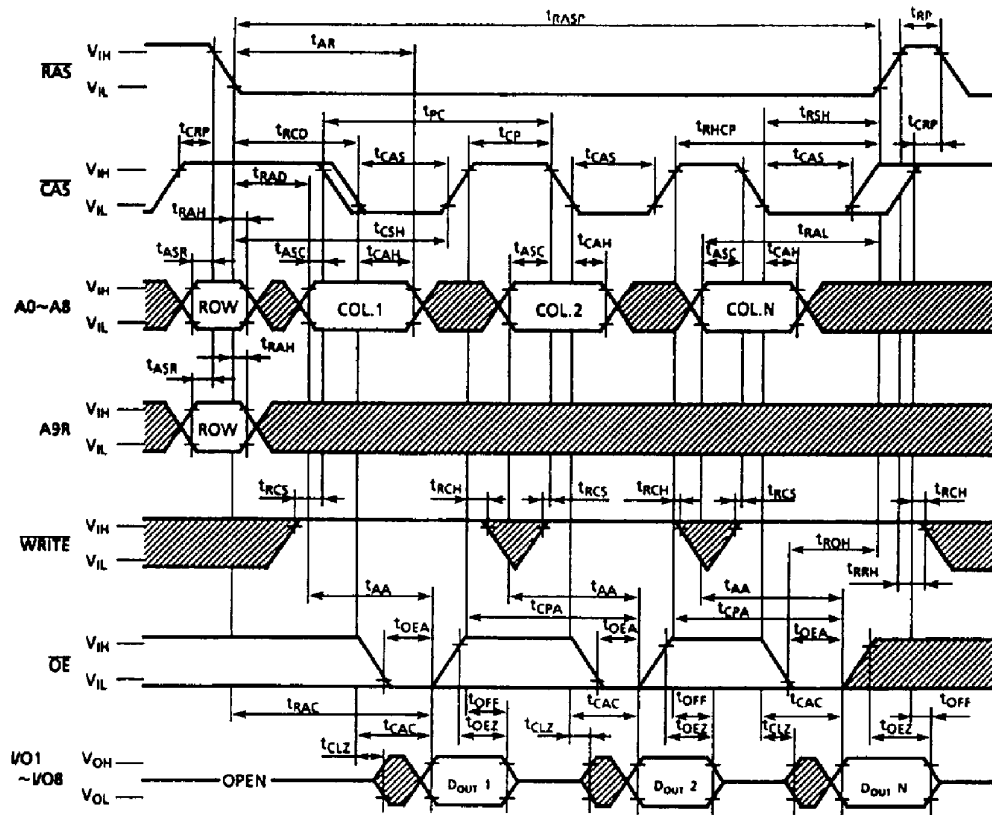 tRASP tRP
tAR
VIH
RAS
VIL
tPC tRSH
tCRP tRCD tCP tRHCP tCRP
tCAS tCAS tCAS
VIH
CAS
VIL
tRAD
tRAH
tCSH tRAL
tASR tASC tCAH tASC tCAH tASC tCAH
VIH
A0~A8 ROW COL.1 COL.2 COL.N
VIL
tRAH
tASR
VIH
A9R ROW
VIL
tRCS tRCH tRCS tRCH tRCS tRCH
VIH
WRITE
VIL
tROH
tRRH
tAA tAA tAA
tCPA tCPA
tOEA tOEA tOEA
VIH
OE
VIL
tRAC tOFF tCAC tOFF tCAC tOFF
tCAC tOEZ tOEZ tOEZ
tCLZ tCLZ tCLZ
I/O1 VOH
~I/O8 OPEN DOUT 1 DOUT 2 DOUT N
VOL